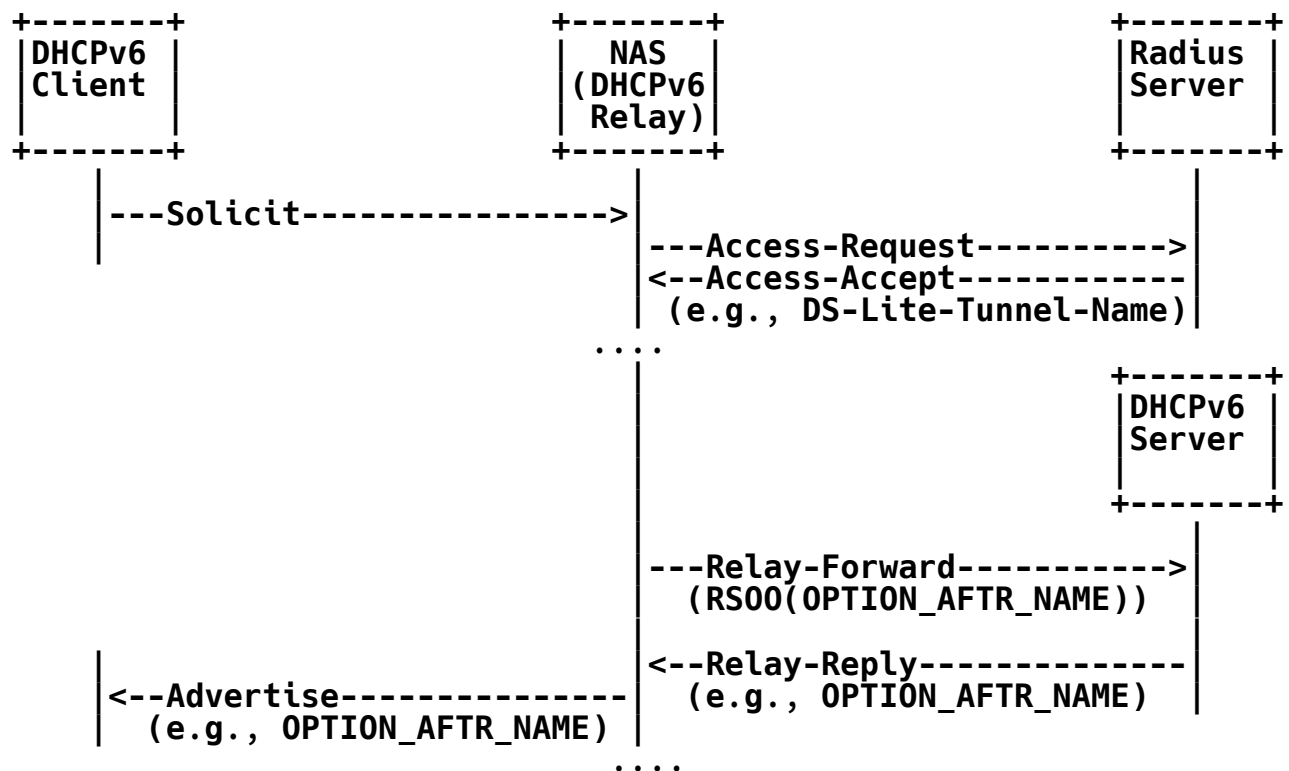 +-------+                +-------+                +-------+
|DHCPv6 |                |  NAS  |                |Radius |
|Client |                |(DHCPv6|                |Server |
|       |                | Relay)|                |       |
+-------+                +-------+                +-------+
    |                        |                        |
    |---Solicit------------->|                        |
    |                        |---Access-Request------>|
                             |<--Access-Accept--------|
                             |(e.g., DS-Lite-Tunnel-Name)|
                           ....
                             |                    +-------+
                             |                    |DHCPv6 |
                             |                    |Server |
                             |                    |       |
                             |                    +-------+
                             |                        |
                             |---Relay-Forward------->|
                             | (RSOO(OPTION_AFTR_NAME)) |
                             |                        |
    |                        |<--Relay-Reply----------|
    |<--Advertise------------| (e.g., OPTION_AFTR_NAME) |
    | (e.g., OPTION_AFTR_NAME) |
                            ....